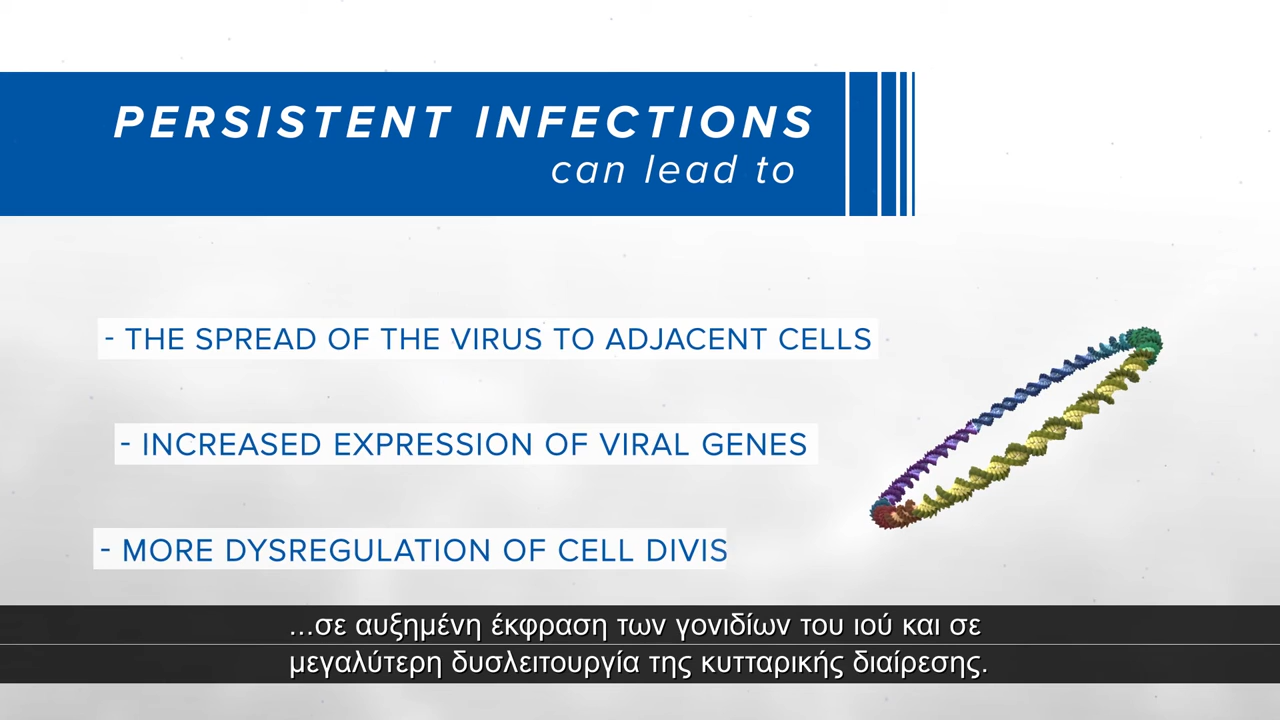 PERSISTENT INFECTIONS
can lead to
- THE SPREAD OF THE VIRUS TO ADJACENT CELLS
- INCREASED EXPRESSION OF VIRAL GENES
- MORE DYSREGULATION OF CELL DIVIS
...σε αυξημένη έκφραση των γονιδίων του ιού και σε
μεγαλύτερη δυσλειτουργία της κυτταρικής διαίρεσης.